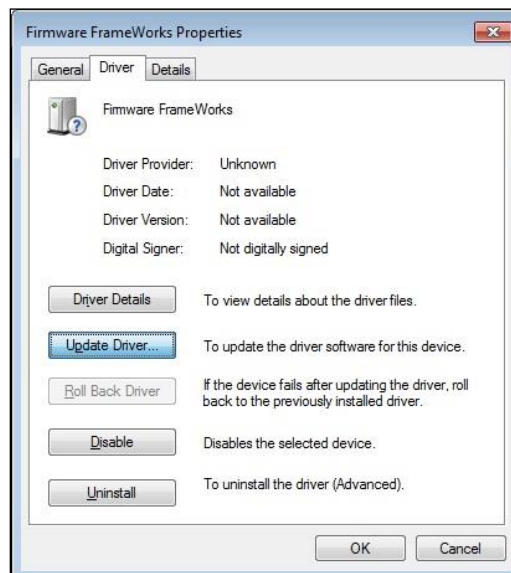 Firmware FrameWorks Properties
General Driver Details
Firmware FrameWorks
Driver Provider: Unknown
Driver Date: Not available
Driver Version: Not available
Digital Signer: Not digitally signed
Driver Details To view details about the driver files.
Update Driver... To update the driver software for this device.
Roll Back Driver If the device fails after updating the driver, roll
back to the previously installed driver.
Disable Disables the selected device.
Uninstall To uninstall the driver (Advanced).
OK Cancel